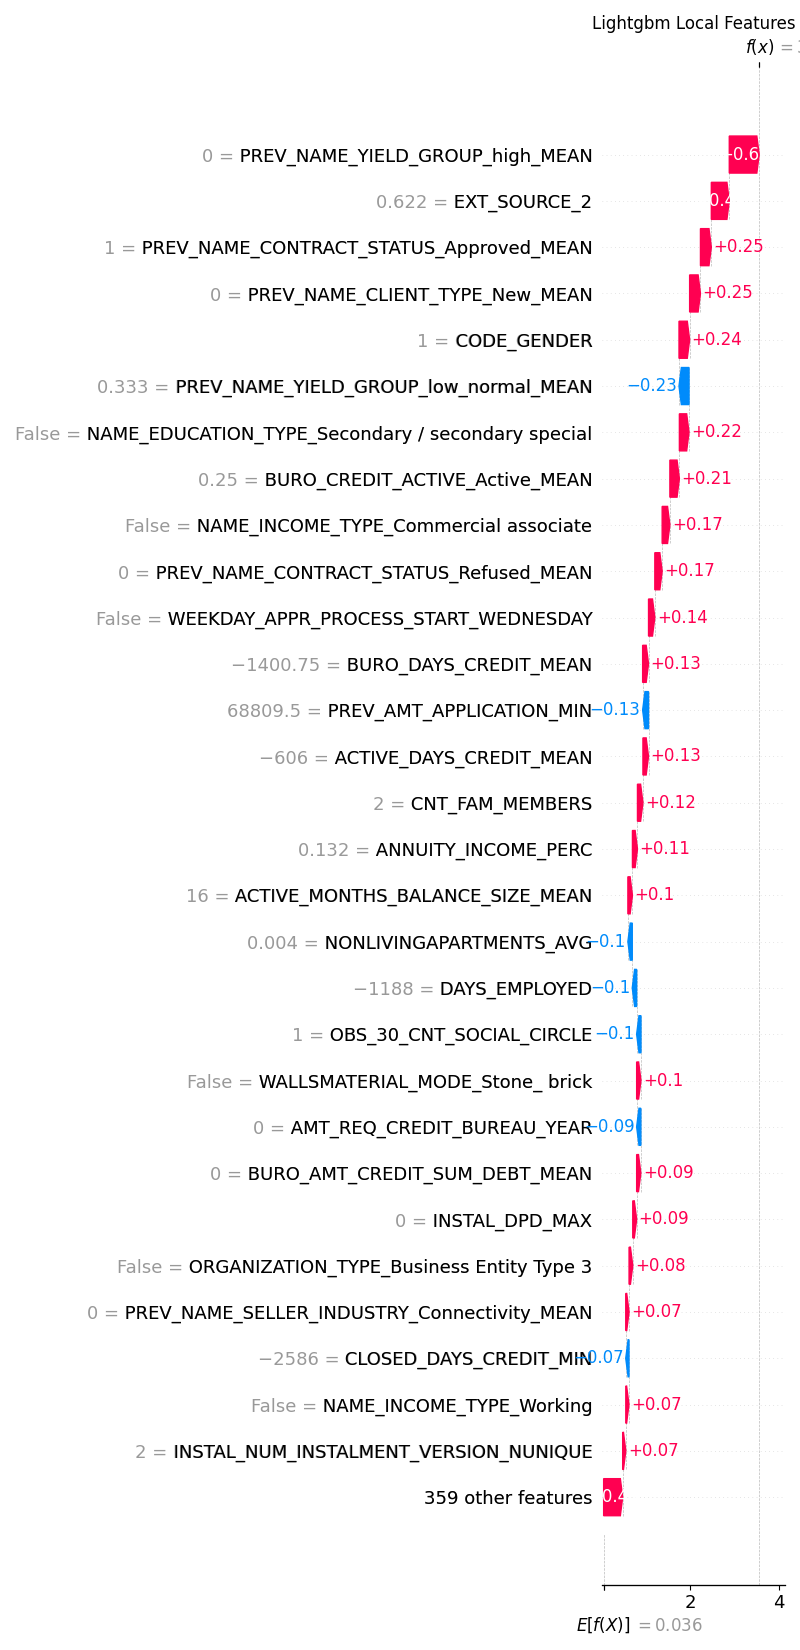 Lightgbm Local Features
f(x) =
0 = PREV_NAME_YIELD_GROUP_high_MEAN
0.622 = EXT_SOURCE_2
1 = PREV_NAME_CONTRACT_STATUS_Approved_MEAN +0.25
0 = PREV_NAME_CLIENT_TYPE_New_MEAN +0.25
1 = CODE_GENDER +0.24
0.333 = PREV_NAME_YIELD_GROUP_low_normal_MEAN −0.23
False = NAME_EDUCATION_TYPE_Secondary / secondary special +0.22
0.25 = BURO_CREDIT_ACTIVE_Active_MEAN +0.21
False = NAME_INCOME_TYPE_Commercial associate +0.17
0 = PREV_NAME_CONTRACT_STATUS_Refused_MEAN +0.17
False = WEEKDAY_APPR_PROCESS_START_WEDNESDAY +0.14
−1400.75 = BURO_DAYS_CREDIT_MEAN +0.13
68809.5 = PREV_AMT_APPLICATION_MIN −0.13
−606 = ACTIVE_DAYS_CREDIT_MEAN +0.13
2 = CNT_FAM_MEMBERS +0.12
0.132 = ANNUITY_INCOME_PERC +0.11
16 = ACTIVE_MONTHS_BALANCE_SIZE_MEAN +0.1
0.004 = NONLIVINGAPARTMENTS_AVG −0.1
−1188 = DAYS_EMPLOYED −0.1
1 = OBS_30_CNT_SOCIAL_CIRCLE −0.1
False = WALLSMATERIAL_MODE_Stone_ brick +0.1
0 = AMT_REQ_CREDIT_BUREAU_YEAR −0.09
0 = BURO_AMT_CREDIT_SUM_DEBT_MEAN +0.09
0 = INSTAL_DPD_MAX +0.09
False = ORGANIZATION_TYPE_Business Entity Type 3 +0.08
0 = PREV_NAME_SELLER_INDUSTRY_Connectivity_MEAN +0.07
−2586 = CLOSED_DAYS_CREDIT_MIN −0.07
False = NAME_INCOME_TYPE_Working +0.07
2 = INSTAL_NUM_INSTALMENT_VERSION_NUNIQUE +0.07
359 other features
2 4
E[f(X)] = 0.036